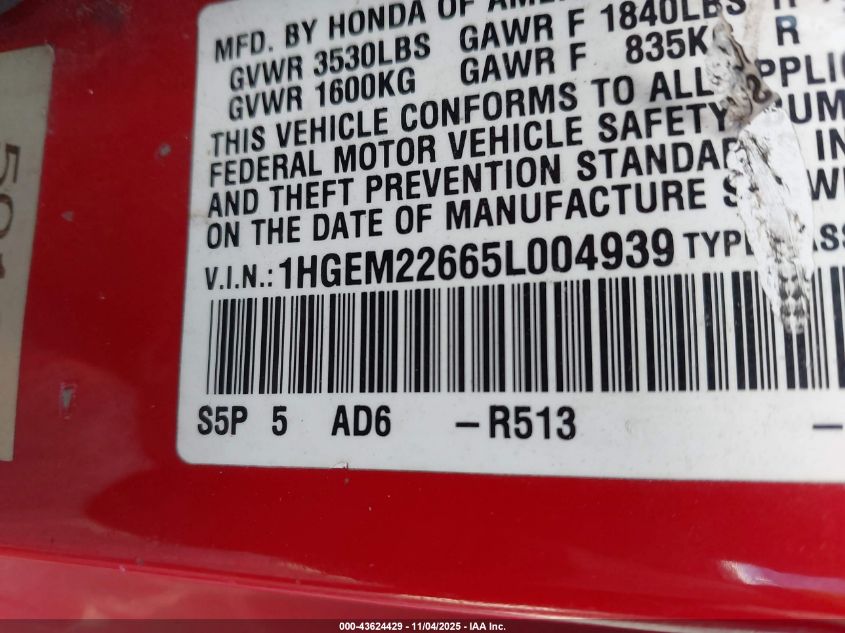 MFD. BY HONDA OF
GVWR 3530LBS GAWR F 1840LBS
GVWR 1600KG GAWR F 835K R
THIS VEHICLE CONFORMS TO ALL
FEDERAL MOTOR VEHICLE SAFETY
AND THEFT PREVENTION IN
ON THE DATE OF MANUFACTURE
V.I.N.: 1HGEM22665L004939
S5P 5 AD6 -R513 -
000-43624429 - 11/04/2025 - IAA Inc.